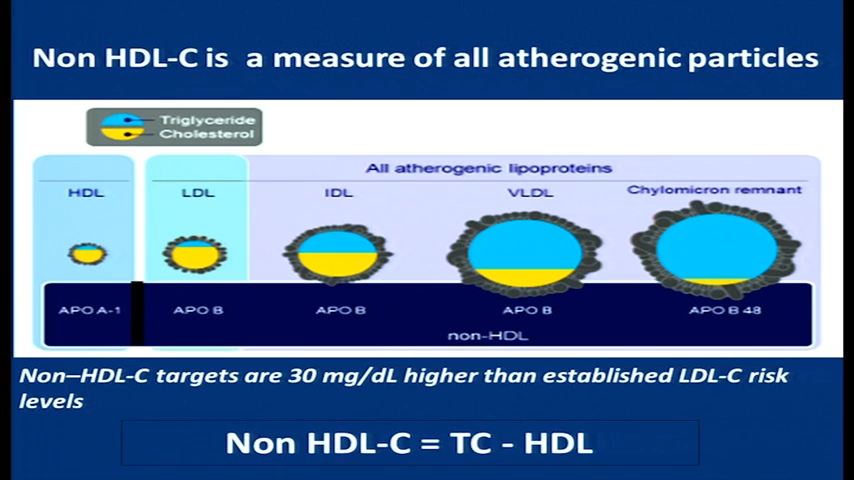 Non HDL-C is a measure of all atherogenic particles
Triglyceride
Cholesterol
All atherogenic lipoproteins
HDL LDL IDL VLDL Chylomicron remnant
APO A-1 APO B APO B APO B APO B 48
non-HDL
Non–HDL-C targets are 30 mg/dL higher than established LDL-C risk
levels
Non HDL-C = TC - HDL